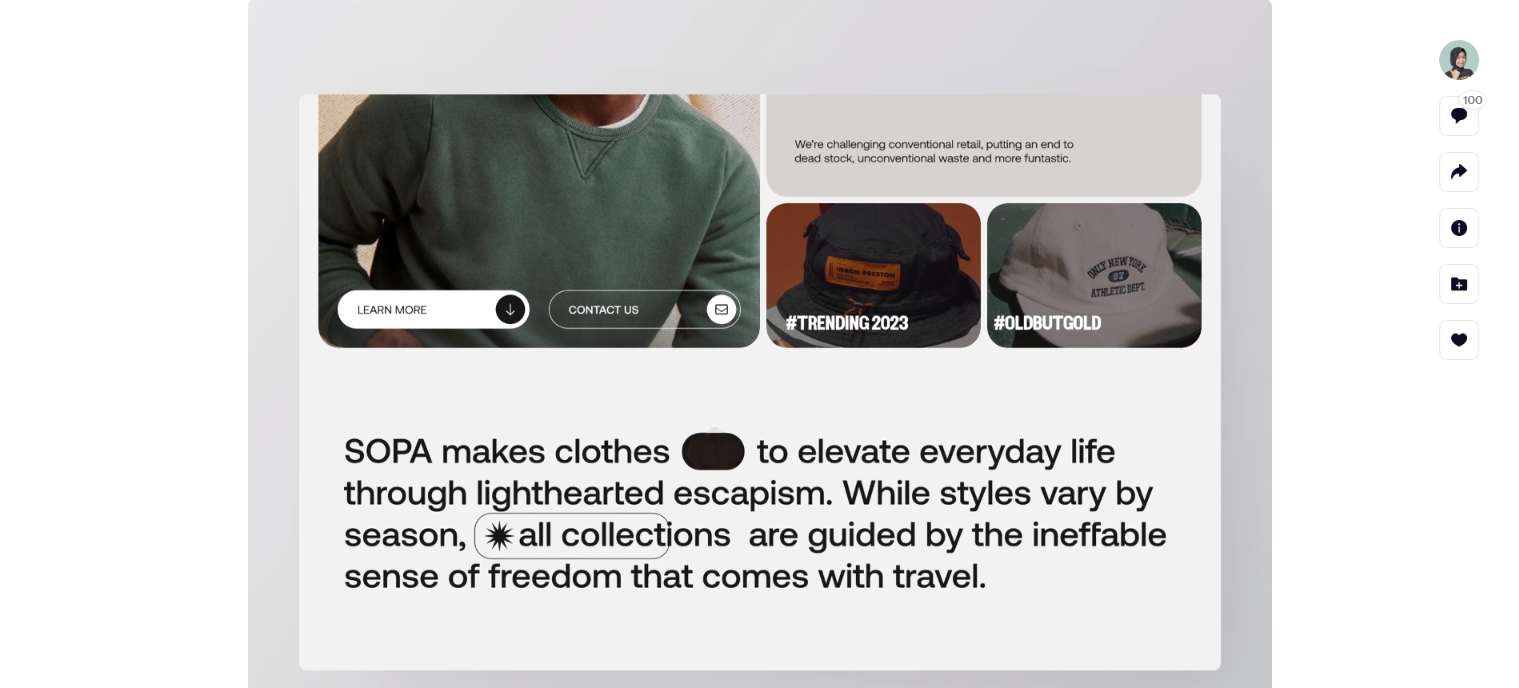 100
We're challenging conventional retail, putting an end to
dead stock, unconventional waste and more funtastic.
HERON PRESTON
ONLY NEW YORK
92
ATHLETIC DEPT.
LEARN MORE
CONTACT US
#TRENDING 2023
#OLDBUTGOLD
SOPA makes clothes to elevate everyday life
through lighthearted escapism. While styles vary by
season, all collections are guided by the ineffable
sense of freedom that comes with travel.